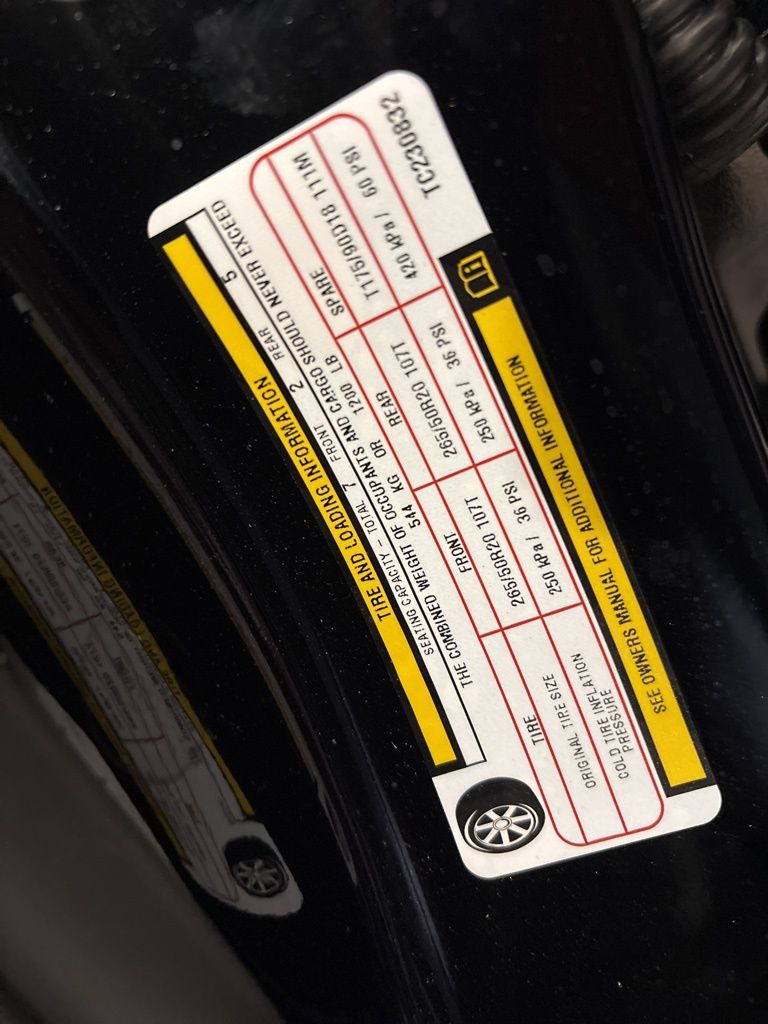 TIRE AND LOADING INFORMATION
SEATING CAPACITY – TOTAL 7 FRONT 2 REAR 5
THE COMBINED WEIGHT OF OCCUPANTS AND CARGO SHOULD NEVER EXCEED
544 KG OR 1200 LB
TIRE FRONT REAR SPARE
ORIGINAL TIRE SIZE 265/50R20 107T 265/50R20 107T T175/90D18 111M
COLD TIRE INFLATION PRESSURE 250 kPa / 36 PSI 250 kPa / 36 PSI 420 kPa / 60 PSI
SEE OWNERS MANUAL FOR ADDITIONAL INFORMATION
TC230832